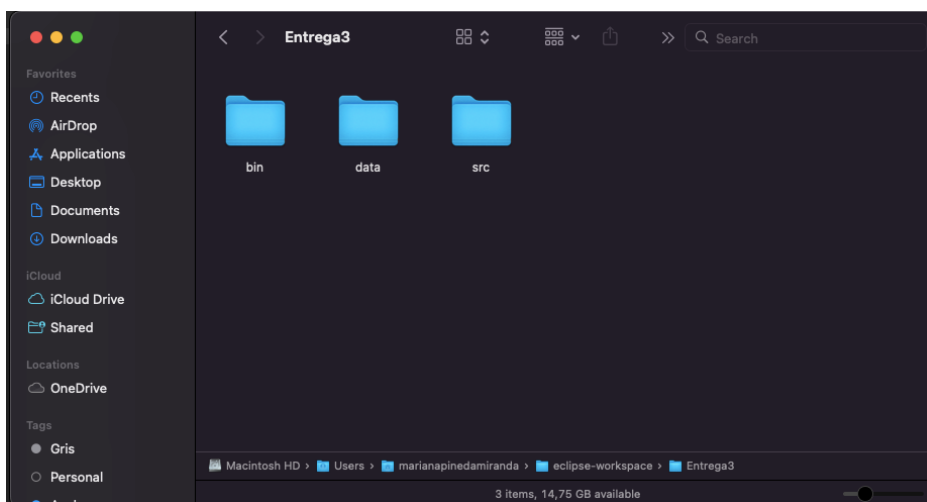 Entrega3
Search
Favorites
Recents
AirDrop
Applications
Desktop
Documents
Downloads
iCloud
iCloud Drive
Shared
Locations
OneDrive
Tags
Gris
Personal
bin data src
Macintosh HD › Users › marianapinedamiranda › eclipse-workspace › Entrega3
3 items, 14,75 GB available